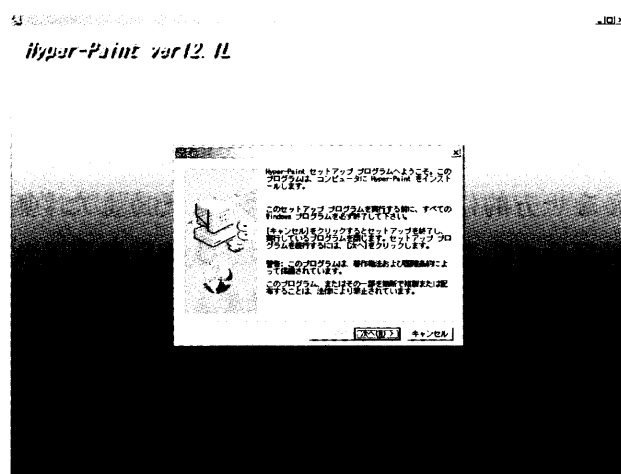 Hyper-Paint ver12.1L
Hyper-Paint セットアップ プログラムへようこそ。この
プログラムは、コンピュータに Hyper-Paint をインスト
ールします。
このセットアップ プログラムを実行する前に、すべての
Windows プログラムを必ず終了して下さい。
[キャンセル]をクリックするとセットアップを終了し、
実行しているプログラムを閉じます。セットアップ プロ
グラムを続行するには、[次へ]をクリックします。
警告: このプログラムは、著作権法および国際条約によ
って保護されています。
このプログラム、またはその一部を無断で複製または配
布することは、法律により禁止されています。
次へ(N) > キャンセル